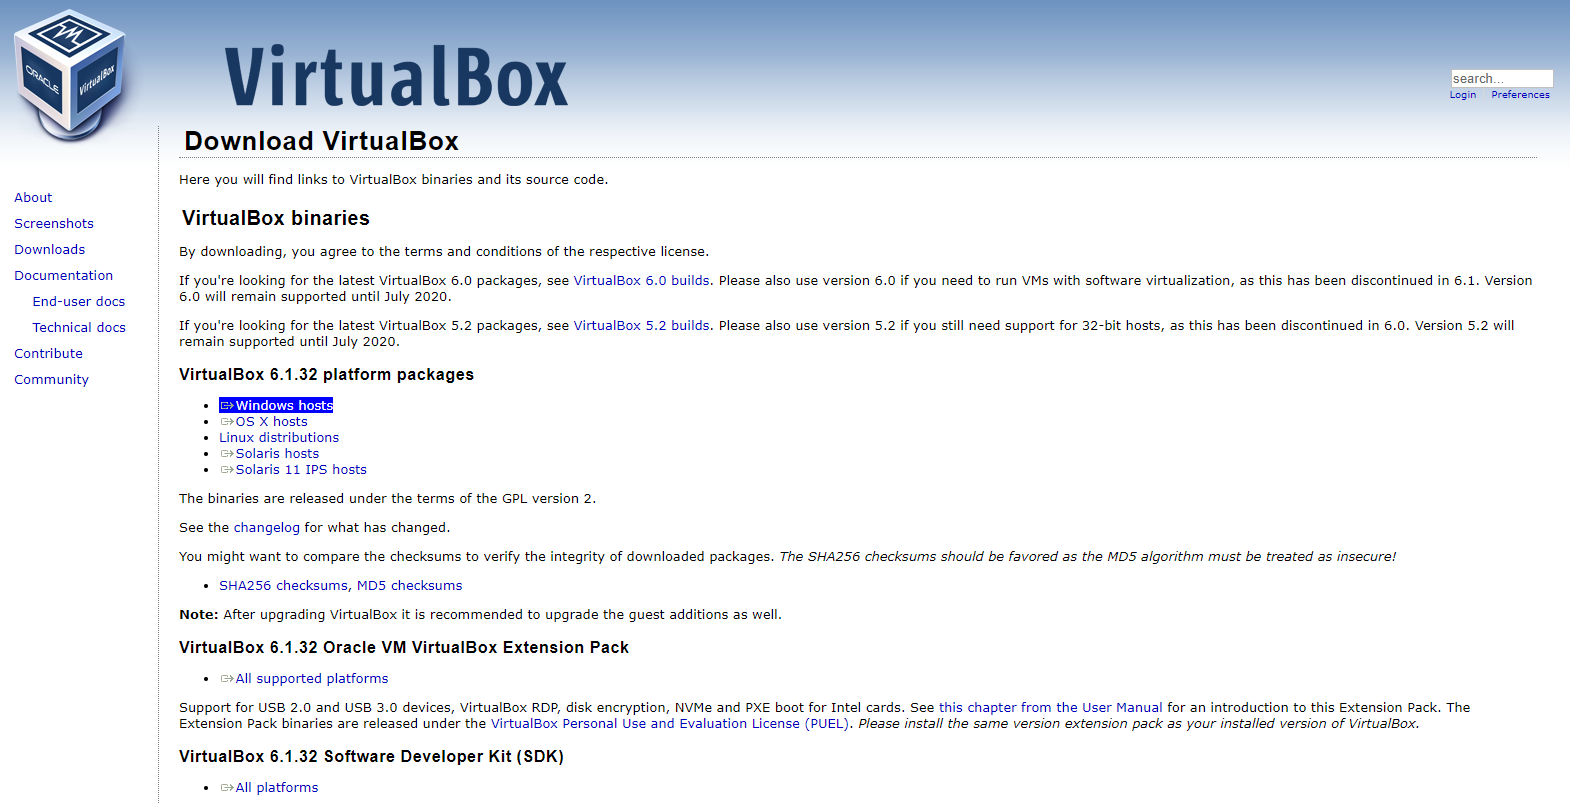 ORACLE
VirtualBox
VirtualBox
search...
Login Preferences
Download VirtualBox
Here you will find links to VirtualBox binaries and its source code.
About
Screenshots
Downloads
Documentation
End-user docs
Technical docs
Contribute
Community
VirtualBox binaries
By downloading, you agree to the terms and conditions of the respective license.
If you're looking for the latest VirtualBox 6.0 packages, see VirtualBox 6.0 builds. Please also use version 6.0 if you need to run VMs with software virtualization, as this has been discontinued in 6.1. Version
6.0 will remain supported until July 2020.
If you're looking for the latest VirtualBox 5.2 packages, see VirtualBox 5.2 builds. Please also use version 5.2 if you still need support for 32-bit hosts, as this has been discontinued in 6.0. Version 5.2 will
remain supported until July 2020.
VirtualBox 6.1.32 platform packages
• Windows hosts
• OS X hosts
• Linux distributions
• Solaris hosts
• Solaris 11 IPS hosts
The binaries are released under the terms of the GPL version 2.
See the changelog for what has changed.
You might want to compare the checksums to verify the integrity of downloaded packages. The SHA256 checksums should be favored as the MD5 algorithm must be treated as insecure!
• SHA256 checksums, MD5 checksums
Note: After upgrading VirtualBox it is recommended to upgrade the guest additions as well.
VirtualBox 6.1.32 Oracle VM VirtualBox Extension Pack
• All supported platforms
Support for USB 2.0 and USB 3.0 devices, VirtualBox RDP, disk encryption, NVMe and PXE boot for Intel cards. See this chapter from the User Manual for an introduction to this Extension Pack. The
Extension Pack binaries are released under the VirtualBox Personal Use and Evaluation License (PUEL). Please install the same version extension pack as your installed version of VirtualBox.
VirtualBox 6.1.32 Software Developer Kit (SDK)
• All platforms